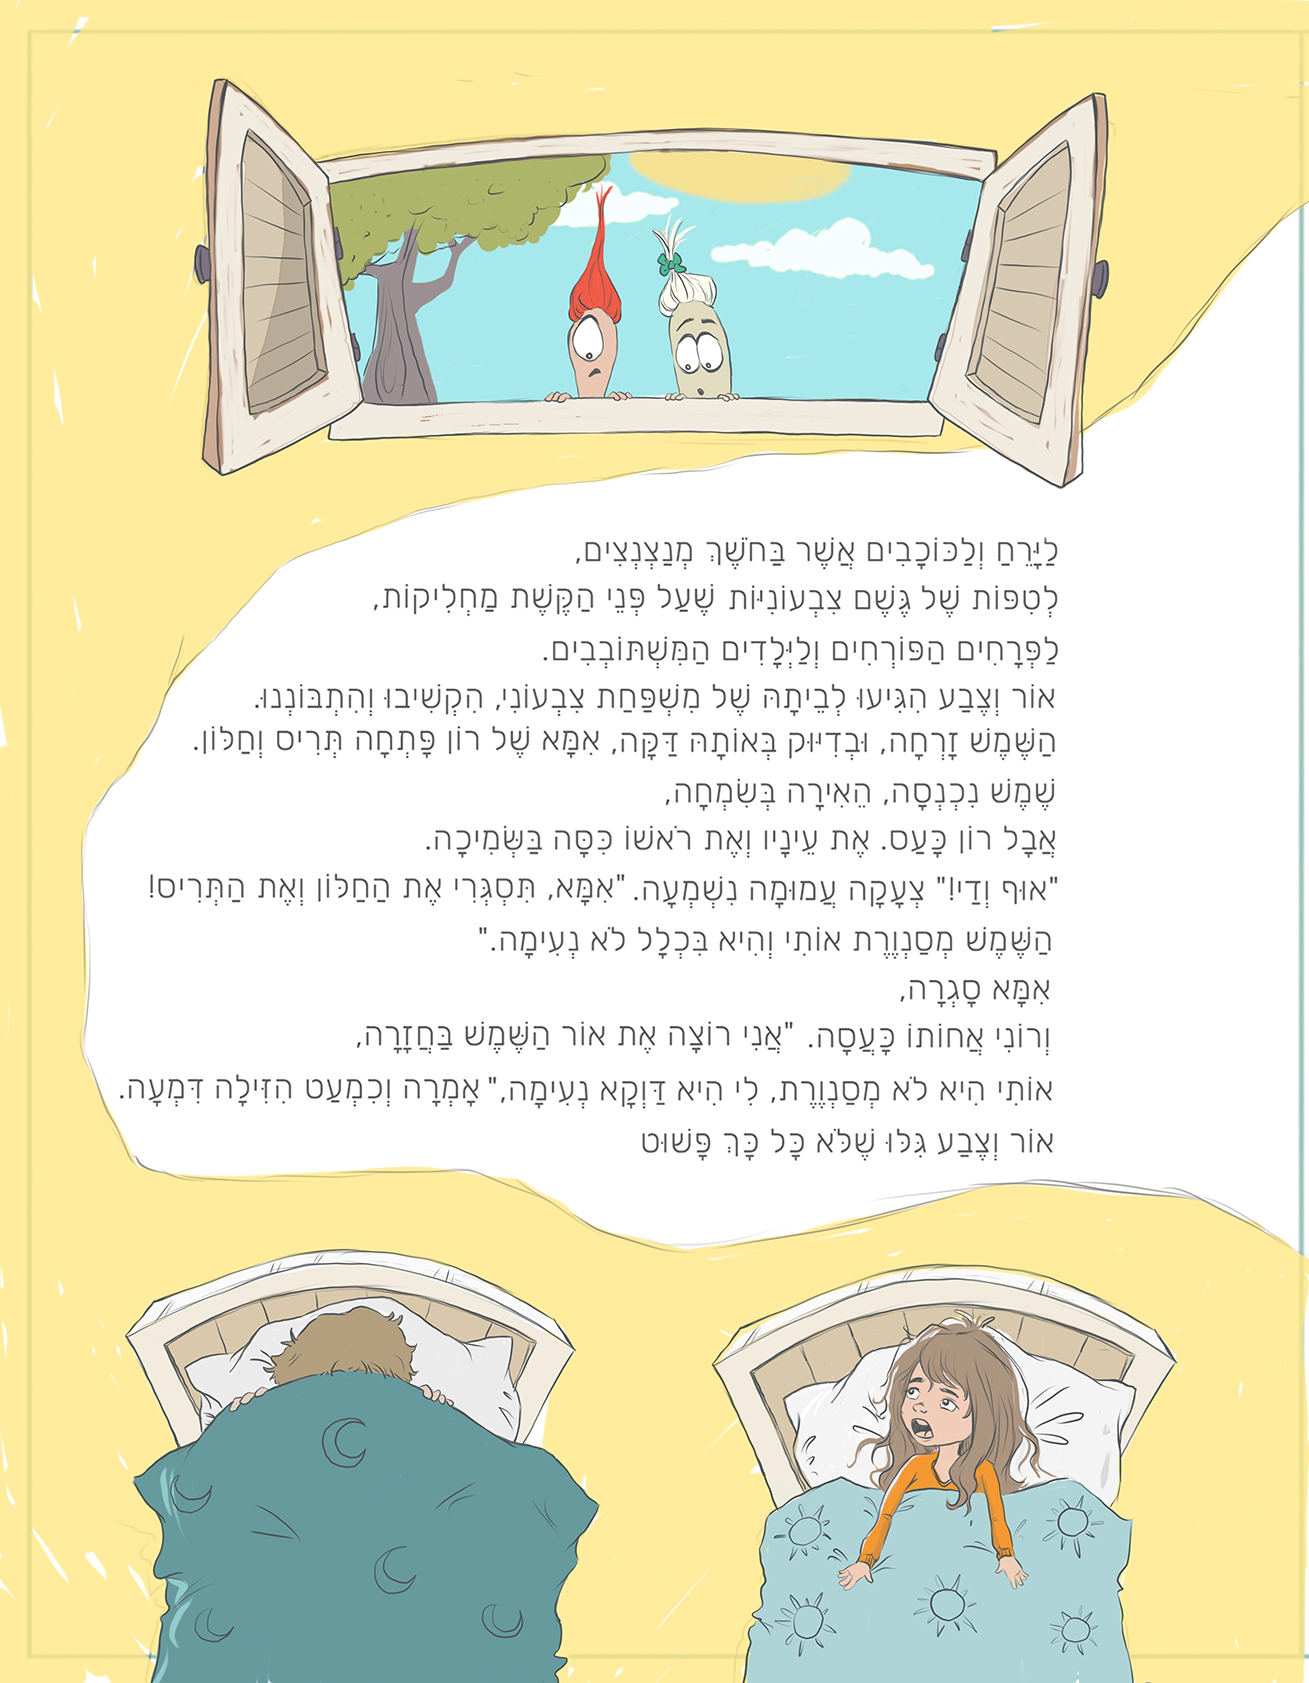 לַיָּרֵחַ וְלַכּוֹכָבִים אֲשֶׁר בַּחֹשֶׁךְ מְנַצְנְצִים,
לְטִפּוֹת שֶׁל גֶּשֶׁם צִבְעוֹנִיּוֹת שֶׁעַל פְּנֵי הַקֶּשֶׁת מַחְלִיקוֹת,
לַפְּרָחִים הַפּוֹרְחִים וְלַיְּלָדִים הַמִּשְׁתּוֹבְבִים.
אוֹר וְצֶבַע הִגִּיעוּ לְבֵיתָהּ שֶׁל מִשְׁפַּחַת צִבְעוֹנִי, הִקְשִׁיבוּ וְהִתְבּוֹנְנוּ.
הַשֶּׁמֶשׁ זָרְחָה, וּבְדִיּוּק בְּאוֹתָהּ דַּקָּה, אִמָּא שֶׁל רוֹן פָּתְחָה תְּרִיס וְחַלּוֹן.
שֶׁמֶשׁ נִכְנְסָה, הֵאִירָה בְּשִׂמְחָה,
אֲבָל רוֹן כָּעַס. אֶת עֵינָיו וְאֶת רֹאשׁוֹ כִּסָּה בַּשְּׂמִיכָה.
"אוּף וְדַי!" צְעָקָה עֲמוּמָה נִשְׁמְעָה. "אִמָּא, תִּסְגְּרִי אֶת הַחַלּוֹן וְאֶת הַתְּרִיס!
הַשֶּׁמֶשׁ מְסַנְוֶרֶת אוֹתִי וְהִיא בִּכְלָל לֹא נְעִימָה."
אִמָּא סָגְרָה,
וְרוֹנִי אֲחוֹתוֹ כָּעֲסָה. "אֲנִי רוֹצָה אֶת אוֹר הַשֶּׁמֶשׁ בַּחֲזָרָה,
אוֹתִי הִיא לֹא מְסַנְוֶרֶת, לִי הִיא דַּוְקָא נְעִימָה," אָמְרָה וְכִמְעַט הִזִּילָה דִּמְעָה.
אוֹר וְצֶבַע גִּלּוּ שֶׁלֹּא כָּל כָּךְ פָּשׁוּט